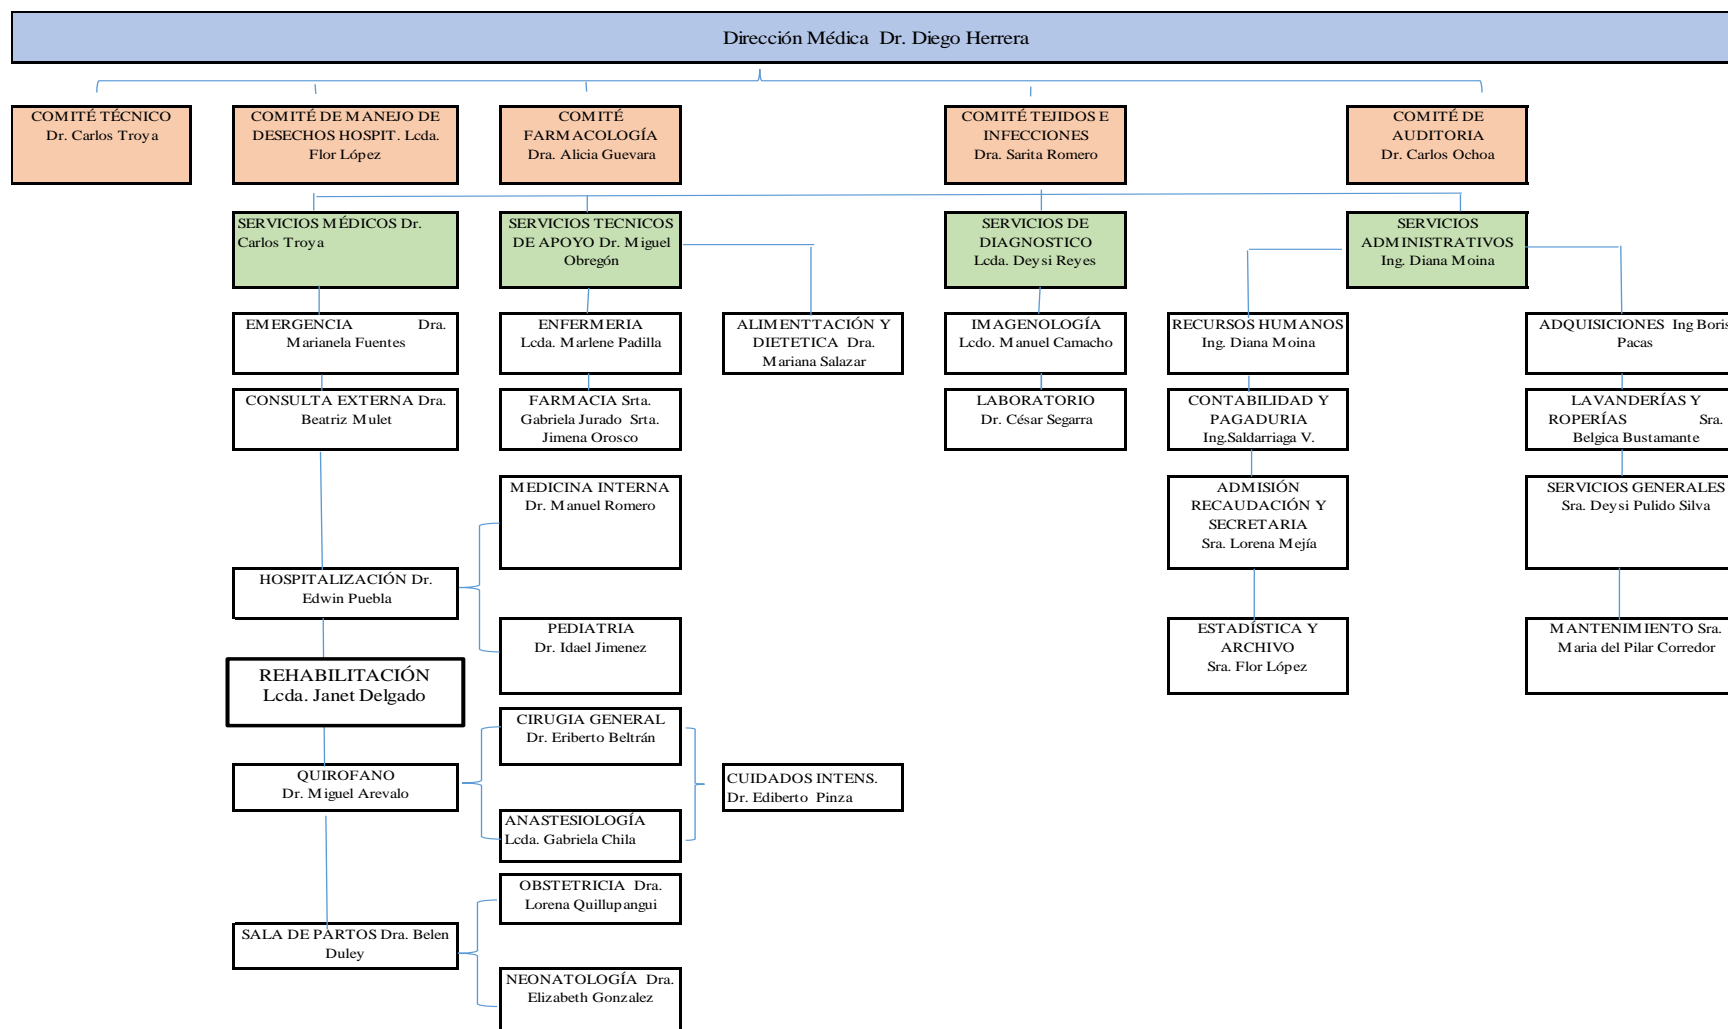 Dirección Médica Dr. Diego Herrera
COMITÉ TÉCNICO
Dr. Carlos Troya
COMITÉ DE MANEJO DE
DESECHOS HOSPIT. Lcda.
Flor López
COMITÉ
FARMACOLOGÍA
Dra. Alicia Guevara
COMITÉ TEJIDOS E
INFECCIONES
Dra. Sarita Romero
COMITÉ DE
AUDITORIA
Dr. Carlos Ochoa
SERVICIOS MÉDICOS Dr.
Carlos Troya
SERVICIOS TECNICOS
DE APOYO Dr. Miguel
Obregón
SERVICIOS DE
DIAGNOSTICO
Lcda. Deysi Reyes
SERVICIOS
ADMINISTRATIVOS
Ing. Diana Moina
EMERGENCIA Dra.
Marianela Fuentes
ENFERMERIA
Lcda. Marlene Padilla
ALIMENTTACIÓN Y
DIETETICA Dra.
Mariana Salazar
IMAGENOLOGÍA
Lcdo. Manuel Camacho
RECURSOS HUMANOS
Ing. Diana Moina
ADQUISICIONES Ing Boris
Pacas
CONSULTA EXTERNA Dra.
Beatriz Mulet
FARMACIA Srta.
Gabriela Jurado Srta.
Jimena Orosco
LABORATORIO
Dr. César Segarra
CONTABILIDAD Y
PAGADURIA
Ing.Saldarriaga V.
LAVANDERÍAS Y
ROPERÍAS Sra.
Belgica Bustamante
MEDICINA INTERNA
Dr. Manuel Romero
ADMISIÓN
RECAUDACIÓN Y
SECRETARIA
Sra. Lorena Mejía
SERVICIOS GENERALES
Sra. Deysi Pulido Silva
HOSPITALIZACIÓN Dr.
Edwin Puebla
PEDIATRIA
Dr. Idael Jimenez
ESTADÍSTICA Y
ARCHIVO
Sra. Flor López
MANTENIMIENTO Sra.
Maria del Pilar Corredor
REHABILITACIÓN
Lcda. Janet Delgado
CIRUGIA GENERAL
Dr. Eriberto Beltrán
QUIROFANO
Dr. Miguel Arevalo
CUIDADOS INTENS.
Dr. Ediberto Pinza
ANASTESIOLOGÍA
Lcda. Gabriela Chila
OBSTETRICIA Dra.
Lorena Quillupangui
SALA DE PARTOS Dra. Belen
Duley
NEONATOLOGÍA Dra.
Elizabeth Gonzalez